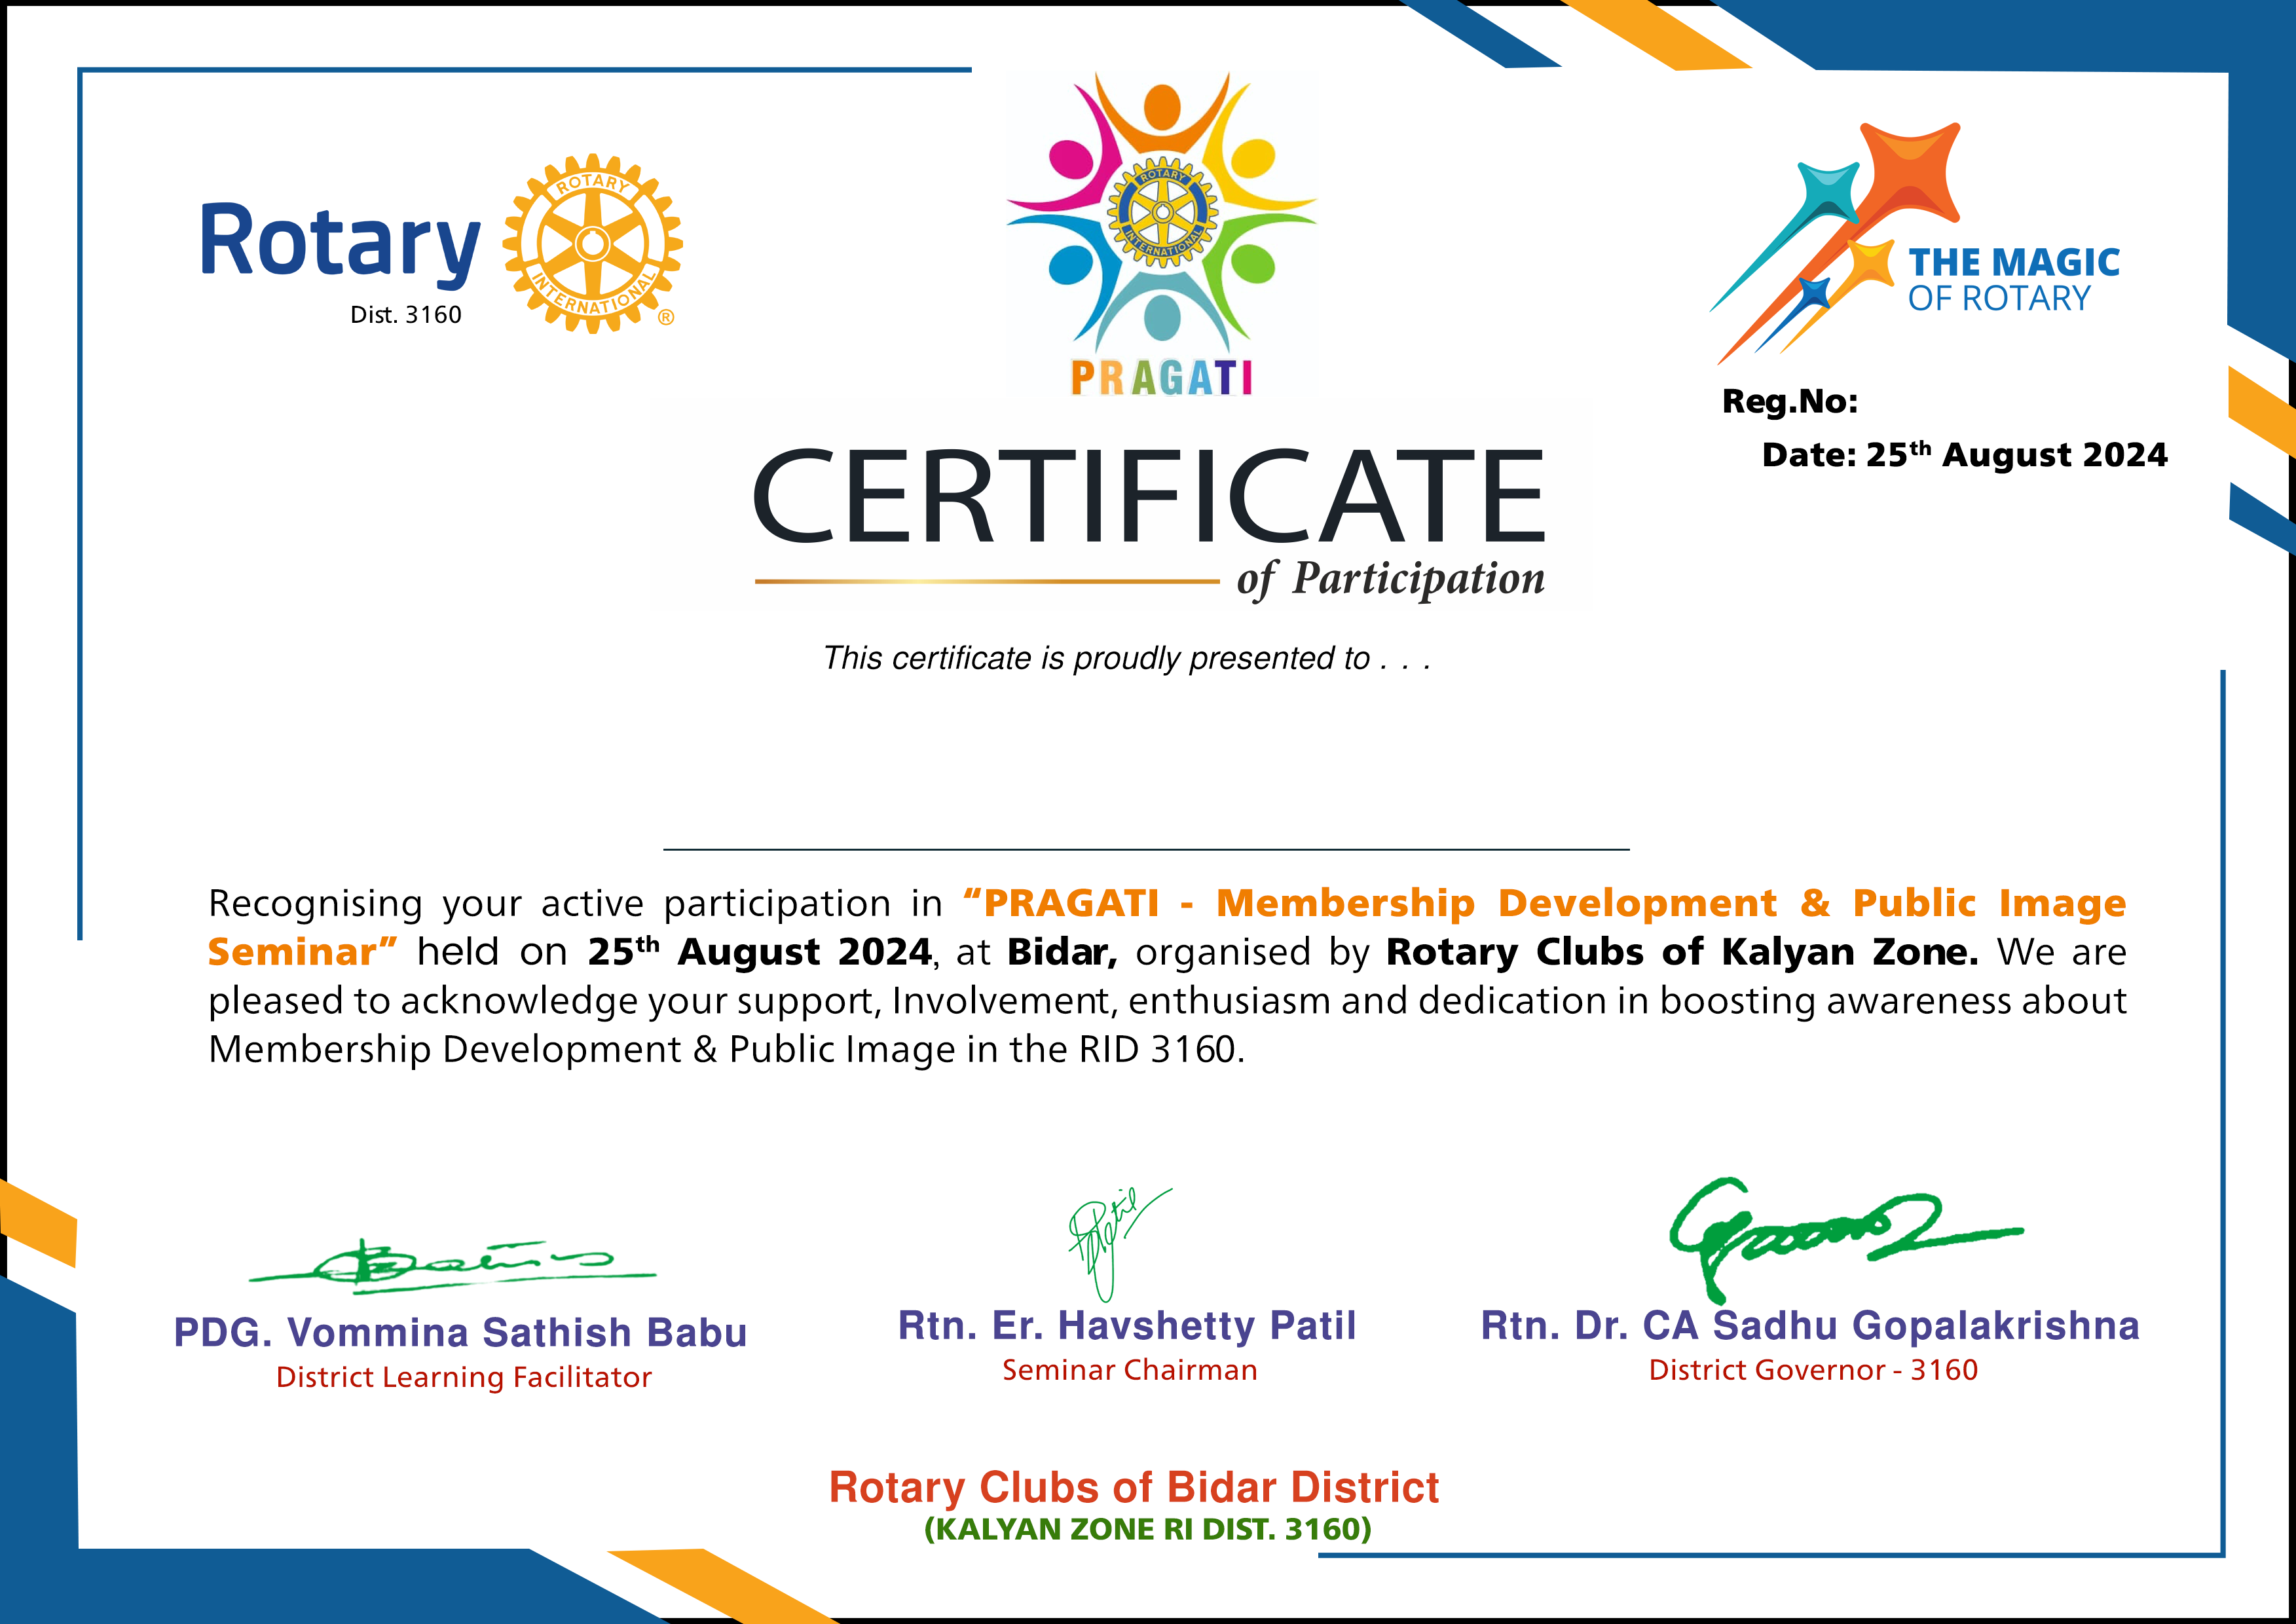 Rotary
Dist. 3160
ROTARY
INTERNATIONAL
®
ROTARY
INTERNATIONAL
PRAGATI
THE MAGIC
OF ROTARY
Reg.No:
Date: 25th August 2024
CERTIFICATE
of Participation
This certificate is proudly presented to . . .
Recognising your active participation in “PRAGATI - Membership Development & Public Image
Seminar” held on 25th August 2024, at Bidar, organised by Rotary Clubs of Kalyan Zone. We are
pleased to acknowledge your support, Involvement, enthusiasm and dedication in boosting awareness about
Membership Development & Public Image in the RID 3160.
PDG. Vommina Sathish Babu
District Learning Facilitator
Rtn. Er. Havshetty Patil
Seminar Chairman
Rtn. Dr. CA Sadhu Gopalakrishna
District Governor - 3160
Rotary Clubs of Bidar District
(KALYAN ZONE RI DIST. 3160)